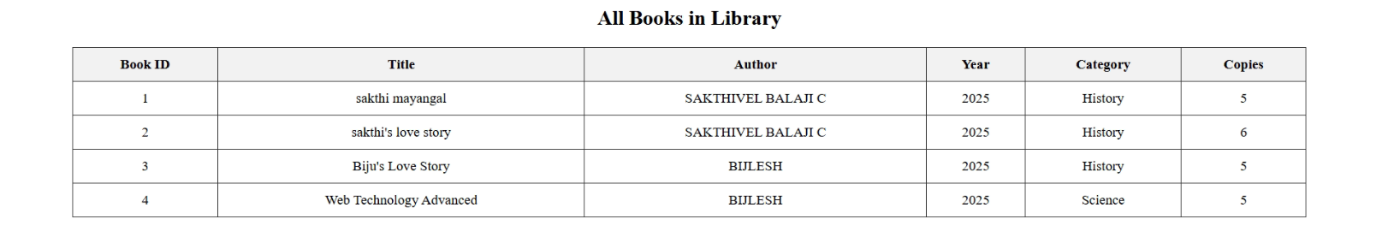 All Books in Library
Book ID Title Author Year Category Copies
1 sakthi mayangal SAKTHIVEL BALAJI C 2025 History 5
2 sakthi's love story SAKTHIVEL BALAJI C 2025 History 6
3 Biju's Love Story BIJLESH 2025 History 5
4 Web Technology Advanced BIJLESH 2025 Science 5